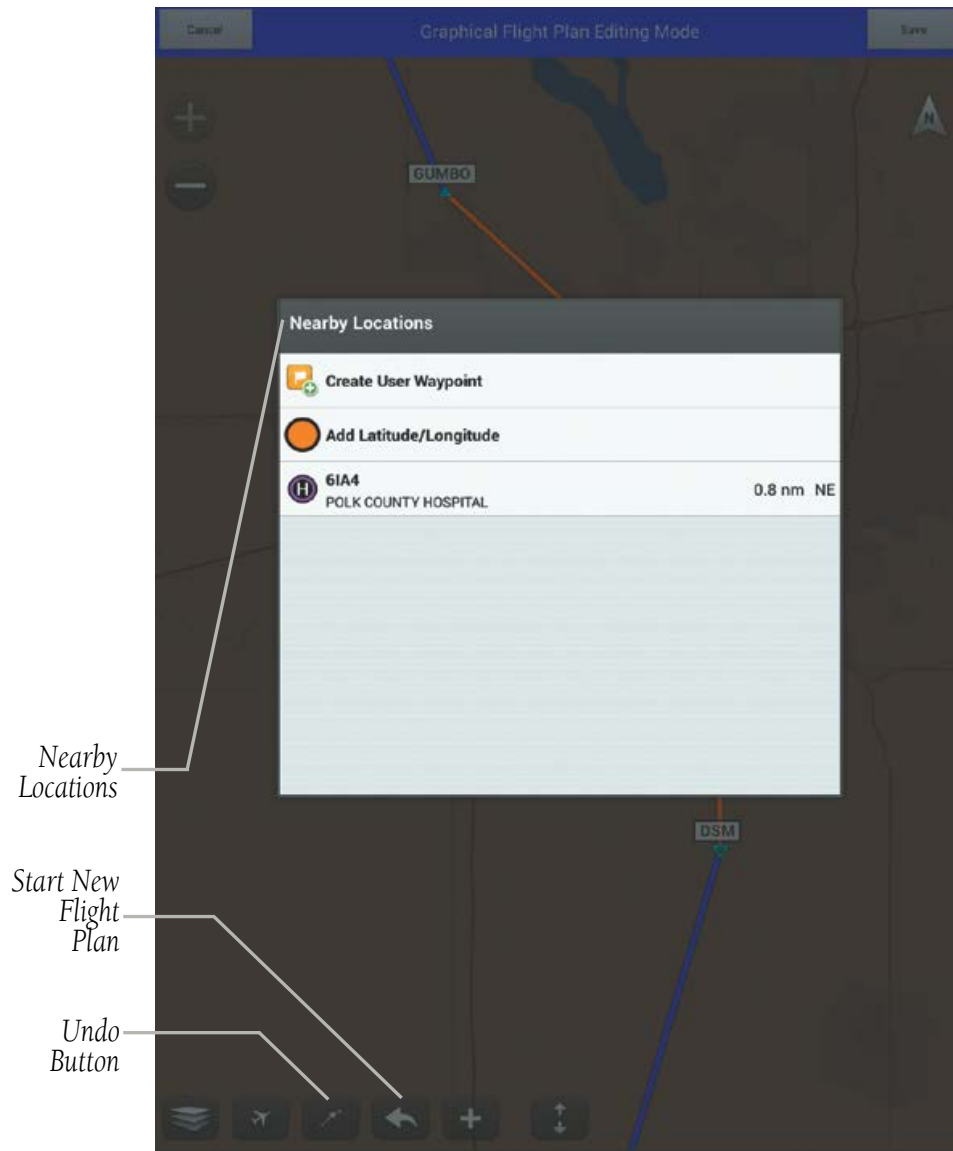 Cancel
Graphical Flight Plan Editing Mode
Save
N
GUMBO
Nearby Locations
Create User Waypoint
Add Latitude/Longitude
H
6IA4
POLK COUNTY HOSPITAL
0.8 nm NE
Nearby
Locations
DSM
Start New
Flight
Plan
Undo
Button